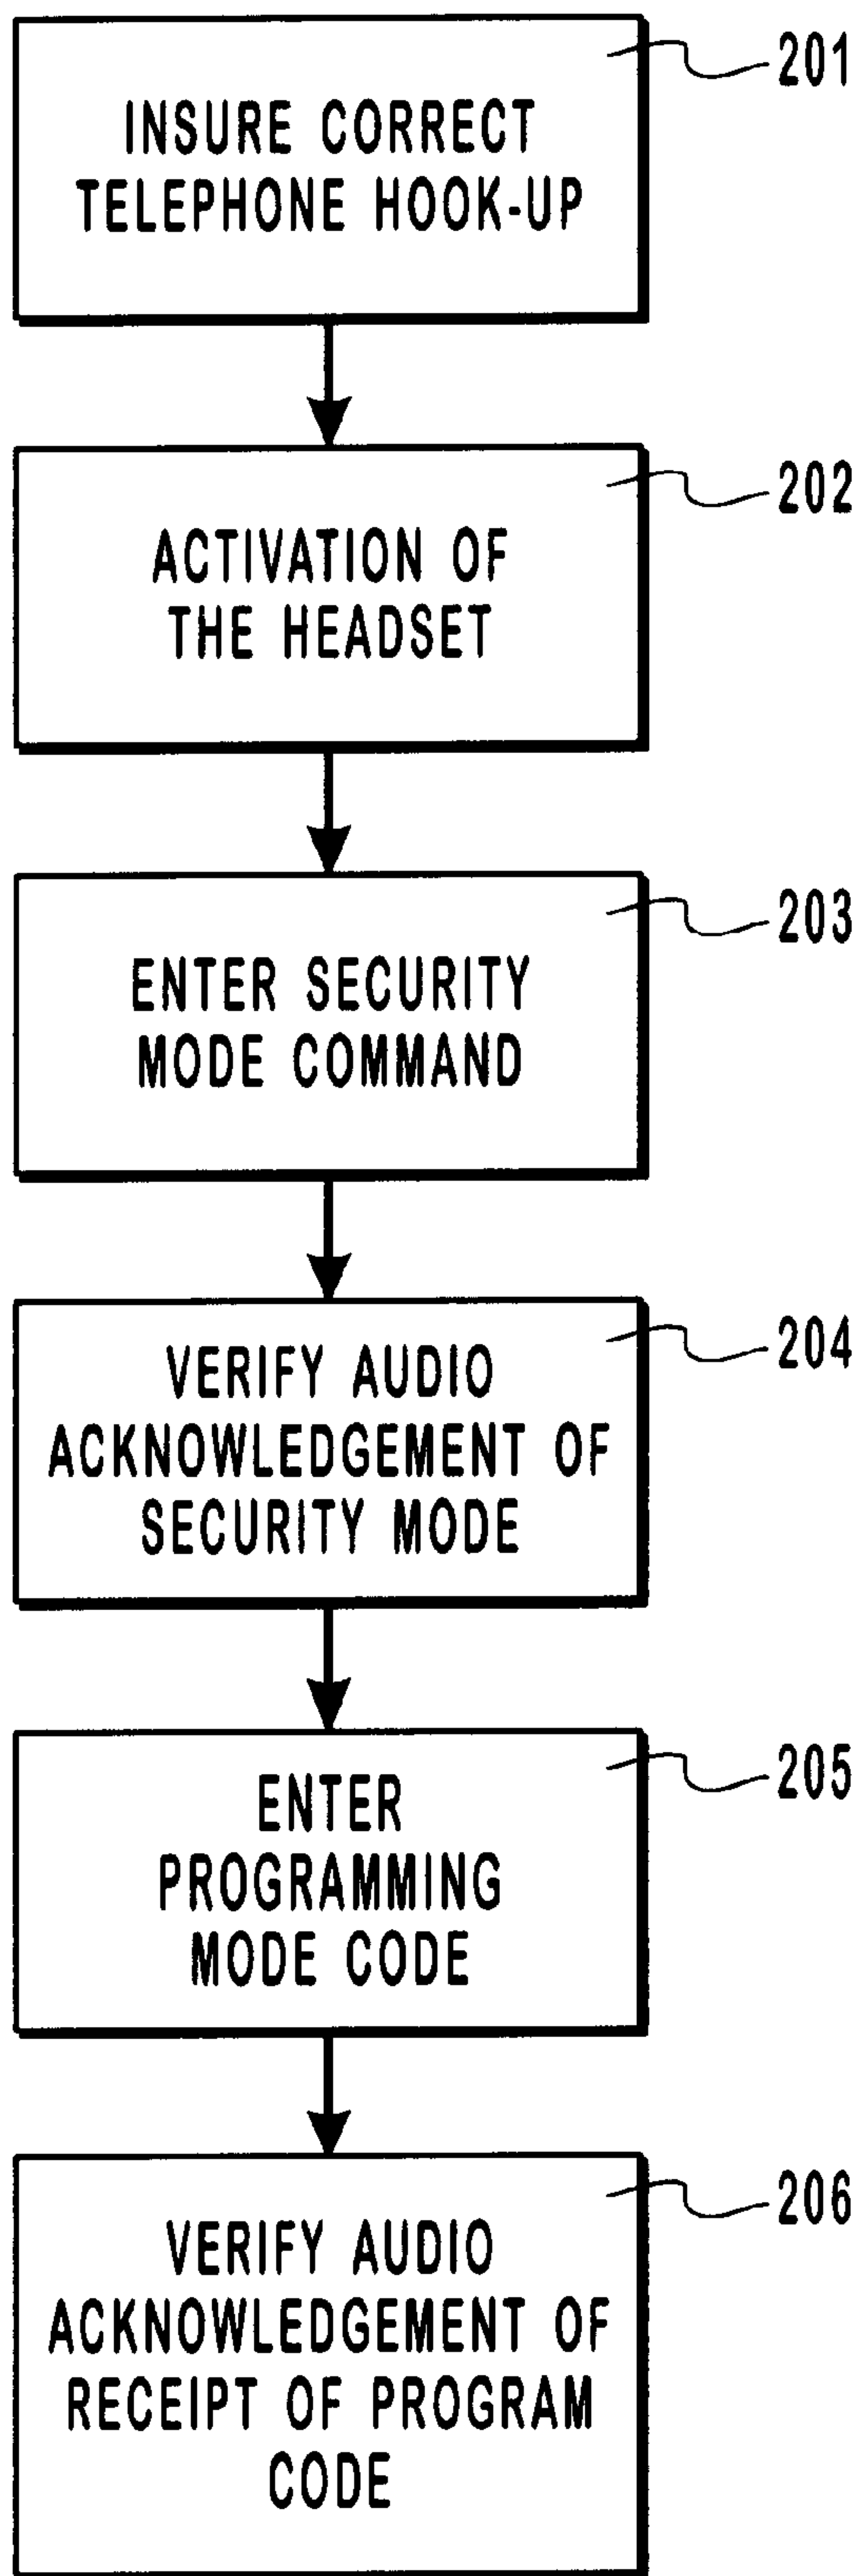 201
INSURE CORRECT
TELEPHONE HOOK-UP
202
ACTIVATION OF
THE HEADSET
203
ENTER SECURITY
MODE COMMAND
204
VERIFY AUDIO
ACKNOWLEDGEMENT OF
SECURITY MODE
205
ENTER
PROGRAMMING
MODE CODE
206
VERIFY AUDIO
ACKNOWLEDGEMENT OF
RECEIPT OF PROGRAM
CODE